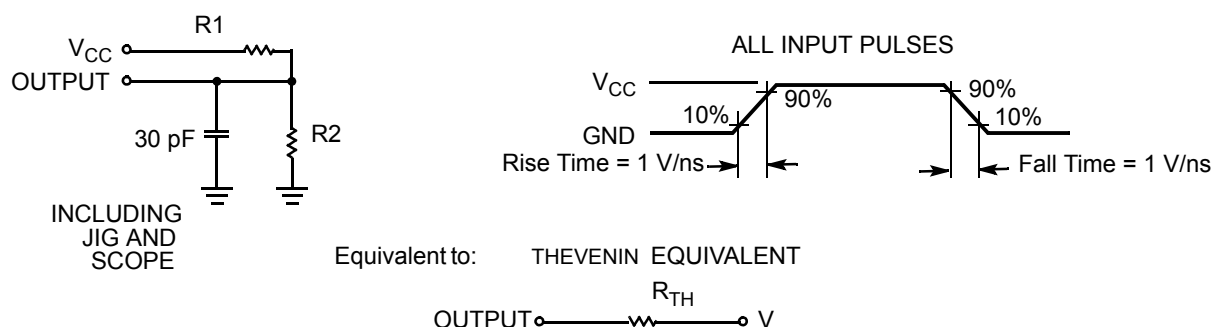 R1
V_CC
OUTPUT
30 pF
R2
INCLUDING
JIG AND
SCOPE
ALL INPUT PULSES
V_CC
GND
10%
90%
90%
10%
Rise Time = 1 V/ns
Fall Time = 1 V/ns
Equivalent to: THEVENIN EQUIVALENT
R_TH
OUTPUT
V